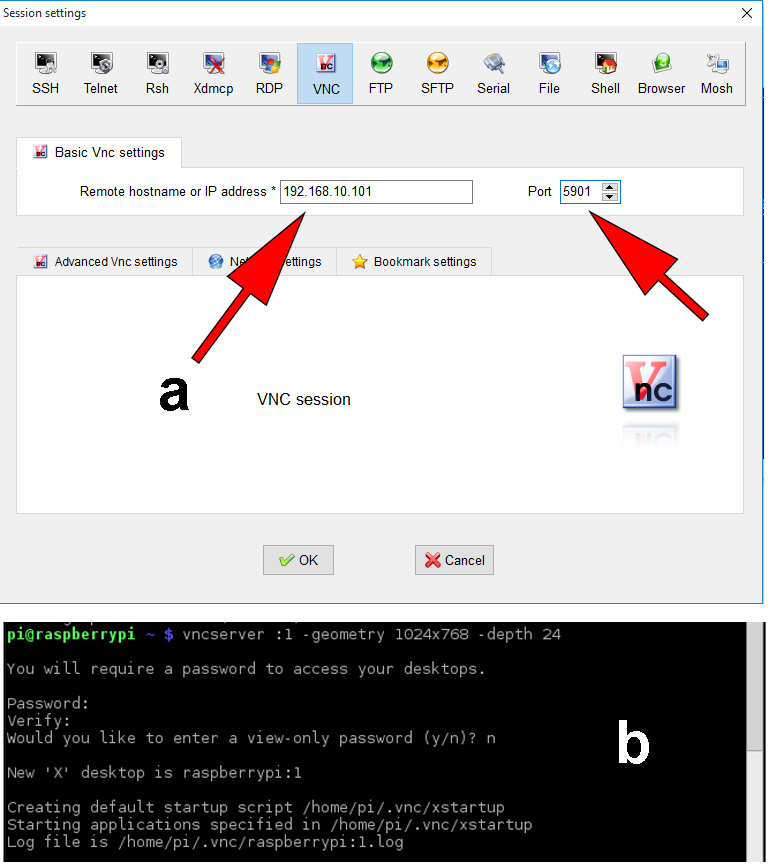 Session settings
SSH Telnet Rsh Xdmcp RDP VNC FTP SFTP Serial File Shell Browser Mosh
Basic Vnc settings
Remote hostname or IP address * 192.168.10.101 Port 5901
Advanced Vnc settings settings Bookmark settings
a
VNC session
Vnc
OK Cancel
pi@raspberrypi ~ $ vncserver :1 -geometry 1024x768 -depth 24
You will require a password to access your desktops.
Password:
Verify:
Would you like to enter a view-only password (y/n)? n
b
New 'X' desktop is raspberrypi:1
Creating default startup script /home/pi/.vnc/xstartup
Starting applications specified in /home/pi/.vnc/xstartup
Log file is /home/pi/.vnc/raspberrypi:1.log